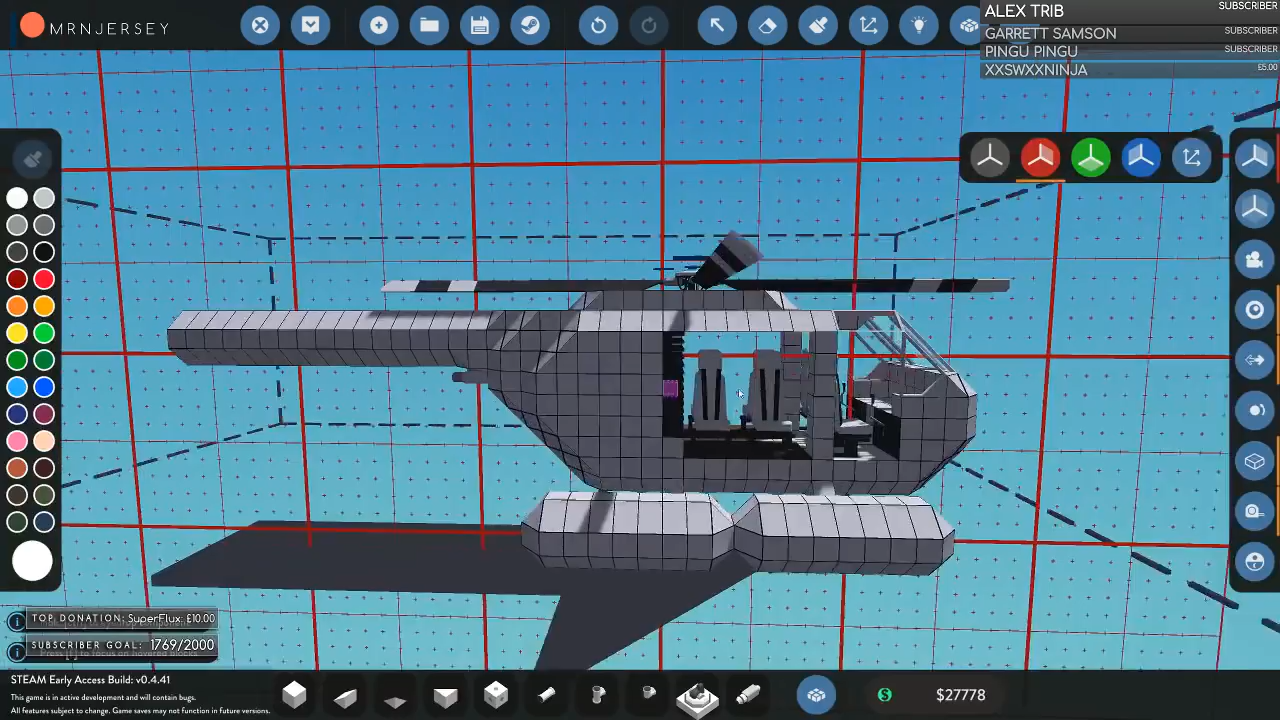 MRNJERSEY
ALEX TRIB SUBSCRIBER
GARRETT SAMSON SUBSCRIBER
PINGU PINGU SUBSCRIBER
XXSWXXNINJA £5.00
TOP DONATION: SuperFlux: £10.00
SUBSCRIBER GOAL: 1769/2000
STEAM Early Access Build: v0.4.41
This game is in active development and will contain bugs.
All features subject to change. Game saves may not function in future versions.
$ $27778